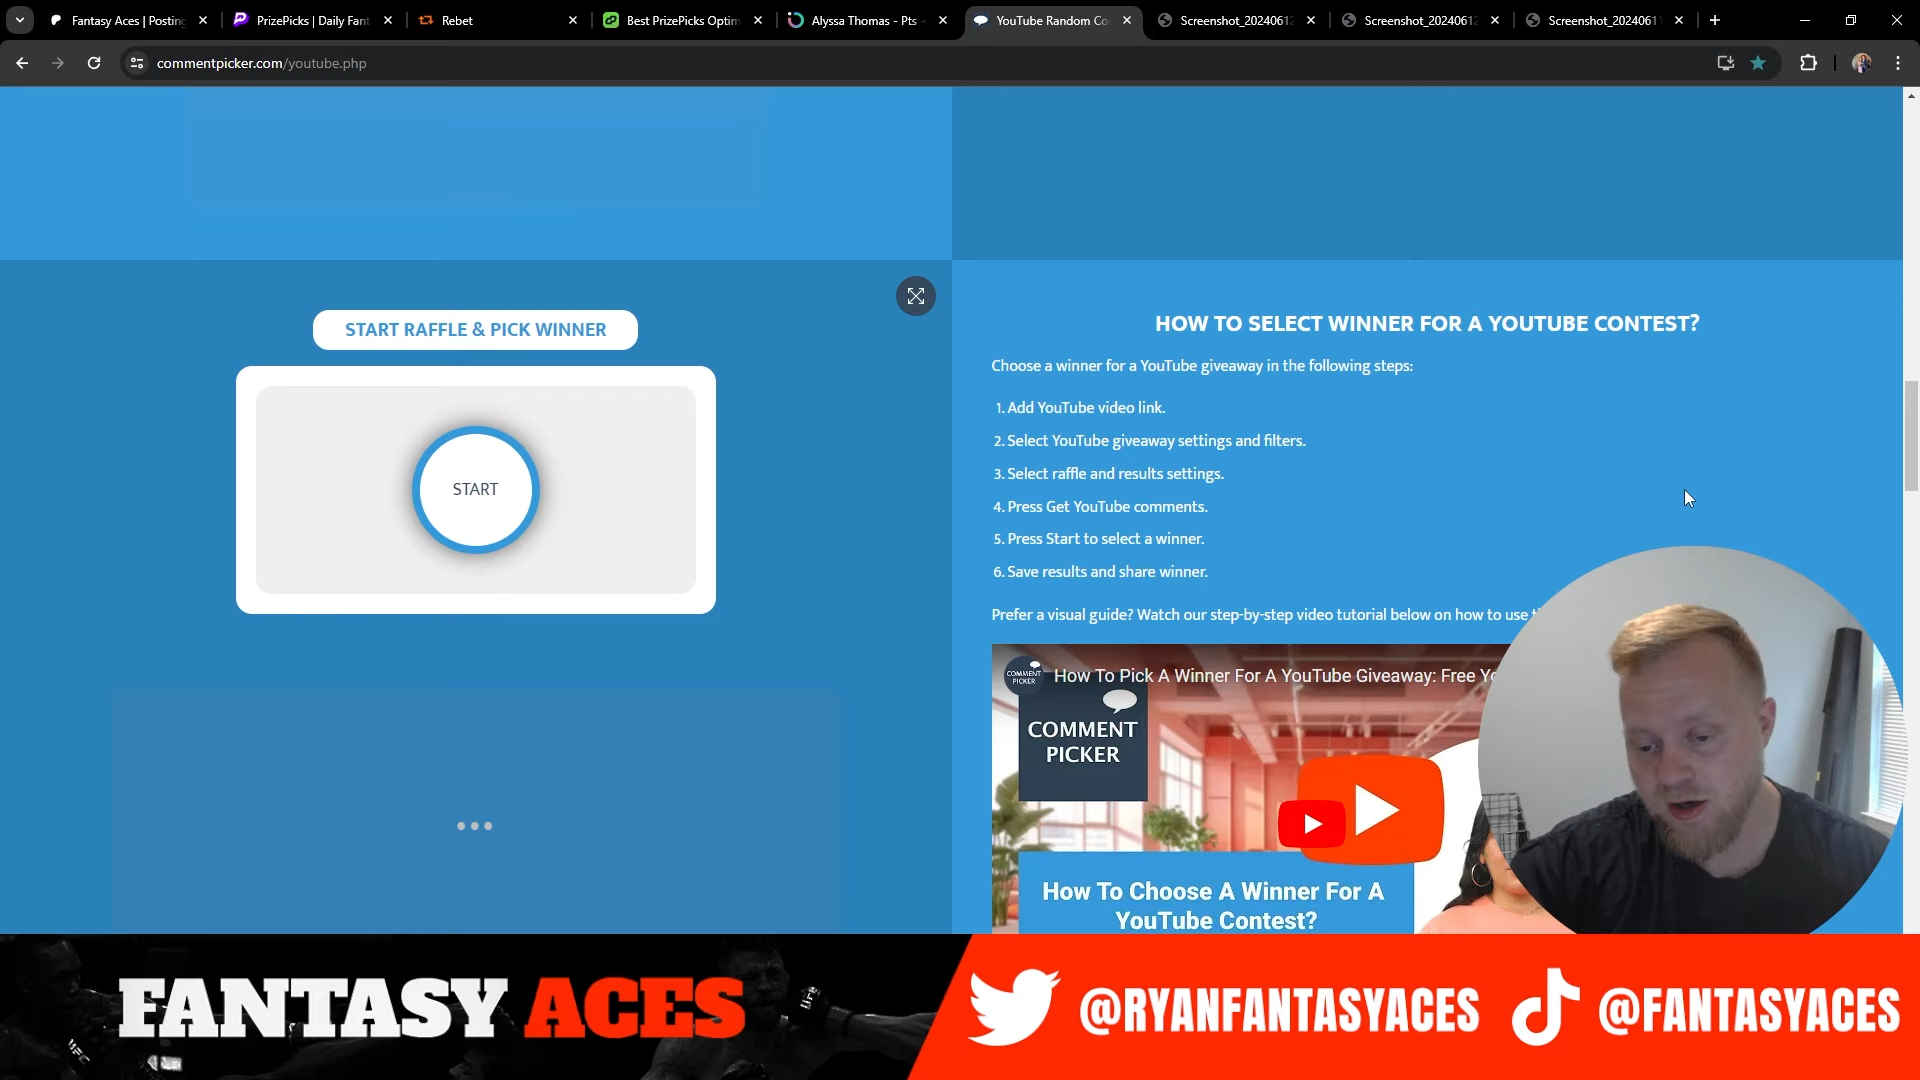 Fantasy Aces | Posting
PrizePicks | Daily Fant
Rebet
Best PrizePicks Optim
Alyssa Thomas - Pts
YouTube Random Co
Screenshot_20240612
Screenshot_20240612
Screenshot_20240611
commentpicker.com/youtube.php
START RAFFLE & PICK WINNER
START
HOW TO SELECT WINNER FOR A YOUTUBE CONTEST?
Choose a winner for a YouTube giveaway in the following steps:
1. Add YouTube video link.
2. Select YouTube giveaway settings and filters.
3. Select raffle and results settings.
4. Press Get YouTube comments.
5. Press Start to select a winner.
6. Save results and share winner.
Prefer a visual guide? Watch our step-by-step video tutorial below on how to use
COMMENT
PICKER
How To Pick A Winner For A YouTube Giveaway: Free Yo
COMMENT
PICKER
How To Choose A Winner For A
YouTube Contest?
FANTASY ACES
@RYANFANTASYACES
@FANTASYACES
UFC